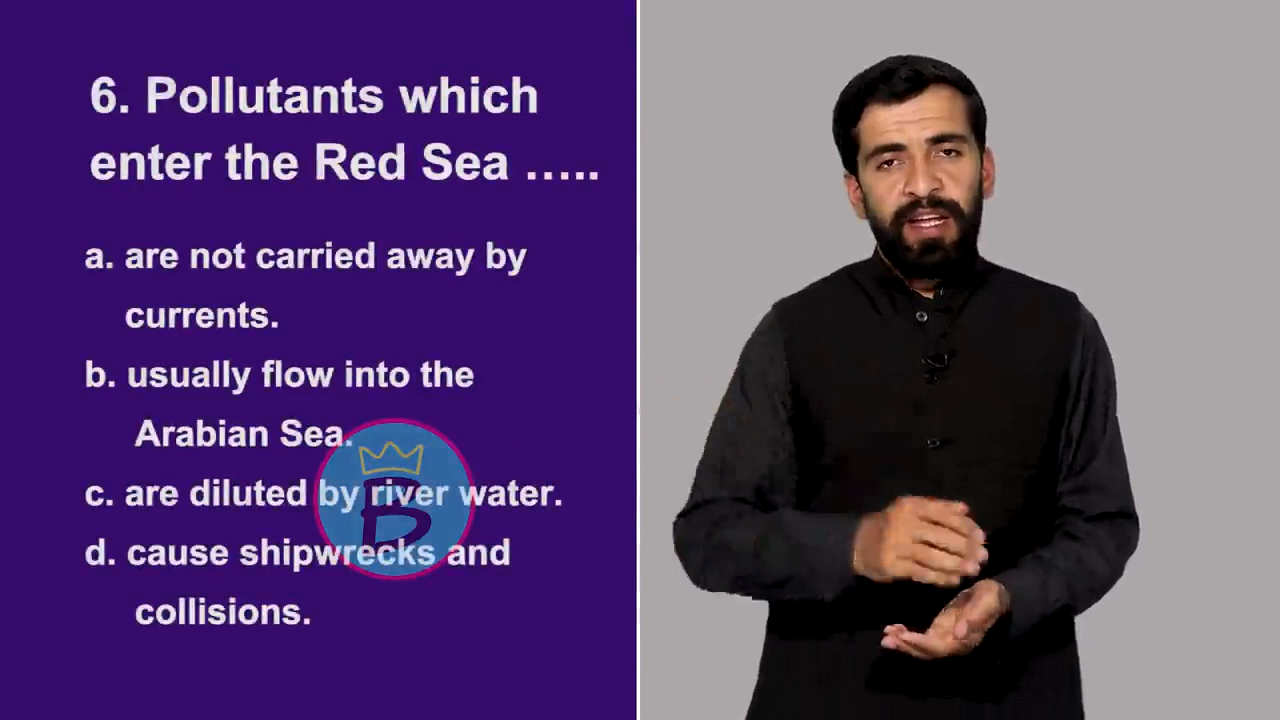 6. Pollutants which
enter the Red Sea .....
a. are not carried away by
currents.
b. usually flow into the
Arabian Sea.
c. are diluted by river water.
d. cause shipwrecks and
collisions.
B